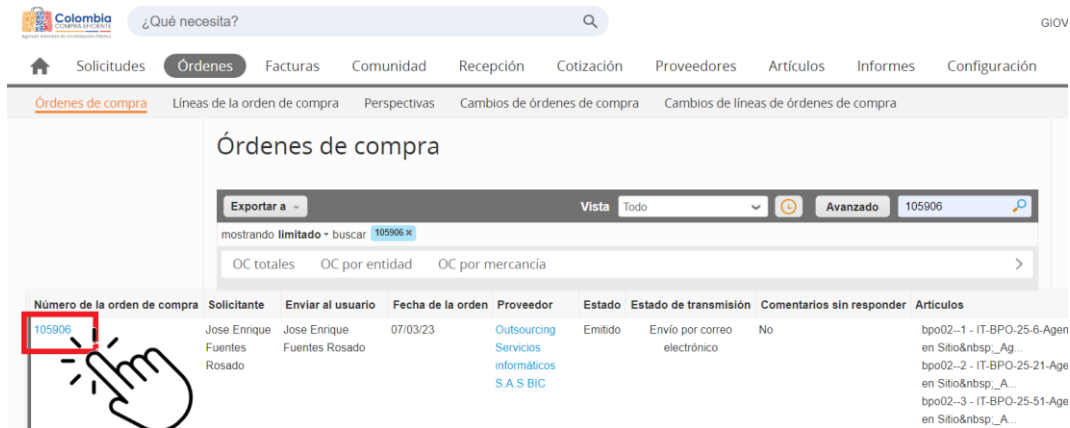 Colombia
COMPRA EFICIENTE
Agencia Nacional de Contratación Pública
¿Qué necesita?
GIOV
Solicitudes Órdenes Facturas Comunidad Recepción Cotización Proveedores Artículos Informes Configuración
Órdenes de compra Líneas de la orden de compra Perspectivas Cambios de órdenes de compra Cambios de líneas de órdenes de compra
Órdenes de compra
Exportar a Vista Todo Avanzado 105906
mostrando limitado buscar 105906 x
OC totales OC por entidad OC por mercancía
Número de la orden de compra Solicitante Enviar al usuario Fecha de la orden Proveedor Estado Estado de transmisión Comentarios sin responder Artículos
105906 Jose Enrique Jose Enrique 07/03/23 Outsourcing Emitido Envío por correo No bpo02--1 - IT-BPO-25-6-Agen
Fuentes Fuentes Rosado Servicios electrónico en Sitio&nbsp;_Ag...
Rosado informáticos bpo02--2 - IT-BPO-25-21-Age
S.A.S BIC en Sitio&nbsp;_A...
bpo02--3 - IT-BPO-25-51-Age
en Sitio&nbsp;_A...